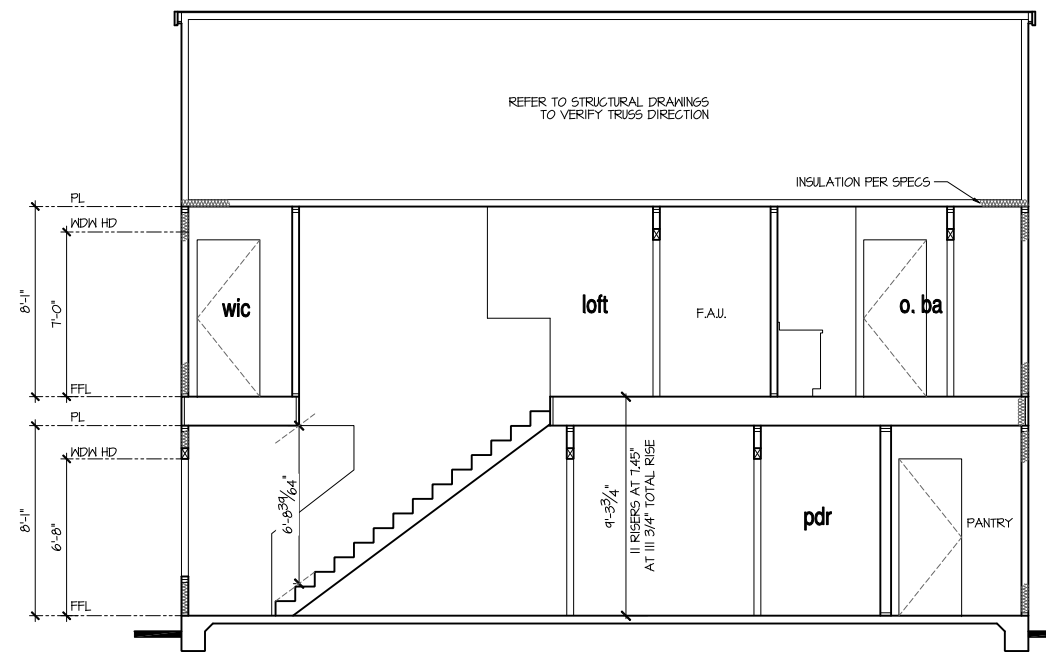 REFER TO STRUCTURAL DRAWINGS
TO VERIFY TRUSS DIRECTION
INSULATION PER SPECS
PL
WDW HD
8'-1"
7'-0"
wic
loft
F.A.U.
o. ba
FFL
PL
WDW HD
8'-1"
6'-8"
6'-8 39/64"
9'-3 3/4"
11 RISERS AT 7.45"
AT 111 3/4" TOTAL RISE
pdr
PANTRY
FFL